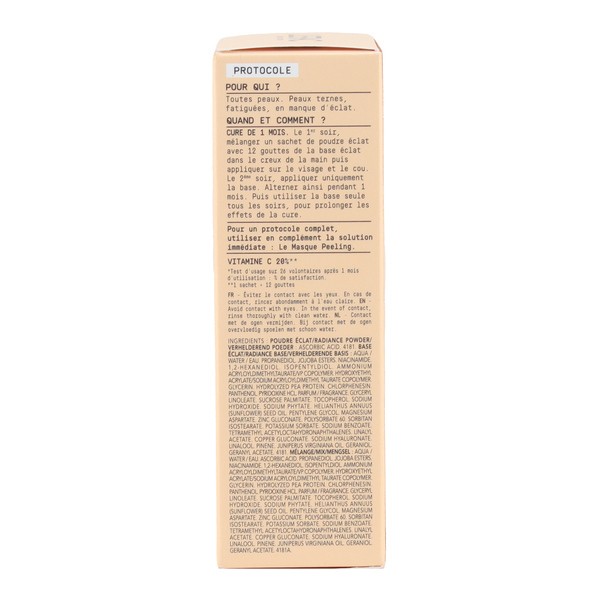 PROTOCOLE
POUR QUI ?
Toutes peaux. Peaux ternes,
fatiguées, en manque d'éclat.
QUAND ET COMMENT ?
CURE DE 1 MOIS. Le 1er soir,
mélanger un sachet de poudre éclat
avec 12 gouttes de la base éclat
dans le creux de la main puis
appliquer sur le visage et le cou.
Le 2ème soir, appliquer uniquement
la base. Alterner ainsi pendant 1
mois. Puis utiliser la base seule
tous les soirs, pour prolonger les
effets de la cure.
Pour un protocole complet,
utiliser en complément la solution
immédiate : Le Masque Peeling.
VITAMINE C 20%**
*Test d'usage sur 26 volontaires après 1 mois
d'utilisation - % de satisfaction.
**1 sachet + 12 gouttes
FR - Éviter le contact avec les yeux. En cas de
contact, rincer abondamment à l'eau claire. EN -
Avoid contact with eyes. In the event of contact,
rinse thoroughly with clean water. NL - Contact
met de ogen vermijden. Bij contact met de ogen
overvloedig spoelen met schoon water.
INGREDIENTS : POUDRE ÉCLAT/RADIANCE POWDER/
VERHELDEREND POEDER : ASCORBIC ACID. 4181. BASE
ÉCLAT/RADIANCE BASE/VERHELDERENDE BASIS : AQUA /
WATER / EAU, PROPANEDIOL, JOJOBA ESTERS, NIACINAMIDE,
1,2-HEXANEDIOL, ISOPENTYLDIOL, AMMONIUM
ACRYLOYLDIMETHYLTAURATE/VP COPOLYMER, HYDROXYETHYL
ACRYLATE/SODIUM ACRYLOYLDIMETHYL TAURATE COPOLYMER,
GLYCERIN, HYDROLYZED PEA PROTEIN, CHLORPHENESIN,
PANTHENOL, PYRIDOXINE HCL, PARFUM / FRAGRANCE, GLYCERYL
LINOLEATE, SUCROSE PALMITATE, TOCOPHEROL, SODIUM
HYDROXIDE, SODIUM PHYTATE, HELIANTHUS ANNUUS
(SUNFLOWER) SEED OIL, PENTYLENE GLYCOL, MAGNESIUM
ASPARTATE, ZINC GLUCONATE, POLYSORBATE 60, SORBITAN
ISOSTEARATE, POTASSIUM SORBATE, SODIUM BENZOATE,
TETRAMETHYL ACETYLOCTAHYDRONAPHTHALENES, LINALYL
ACETATE, COPPER GLUCONATE, SODIUM HYALURONATE,
LINALOOL, PINENE, JUNIPERUS VIRGINIANA OIL, GERANIOL,
GERANYL ACETATE. 4181. MÉLANGE/MIX/MENGSEL : AQUA /
WATER / EAU, ASCORBIC ACID, PROPANEDIOL, JOJOBA ESTERS,
NIACINAMIDE, 1,2-HEXANEDIOL, ISOPENTYLDIOL, AMMONIUM
ACRYLOYLDIMETHYLTAURATE/VP COPOLYMER, HYDROXYETHYL
ACRYLATE/SODIUM ACRYLOYLDIMETHYL TAURATE COPOLYMER,
GLYCERIN, HYDROLYZED PEA PROTEIN, CHLORPHENESIN,
PANTHENOL, PYRIDOXINE HCL, PARFUM / FRAGRANCE, GLYCERYL
LINOLEATE, SUCROSE PALMITATE, TOCOPHEROL, SODIUM
HYDROXIDE, SODIUM PHYTATE, HELIANTHUS ANNUUS
(SUNFLOWER) SEED OIL, PENTYLENE GLYCOL, MAGNESIUM
ASPARTATE, ZINC GLUCONATE, POLYSORBATE 60, SORBITAN
ISOSTEARATE, POTASSIUM SORBATE, SODIUM BENZOATE,
TETRAMETHYL ACETYLOCTAHYDRONAPHTHALENES, LINALYL
ACETATE, COPPER GLUCONATE, SODIUM HYALURONATE,
LINALOOL, PINENE, JUNIPERUS VIRGINIANA OIL, GERANIOL,
GERANYL ACETATE. 4181A.